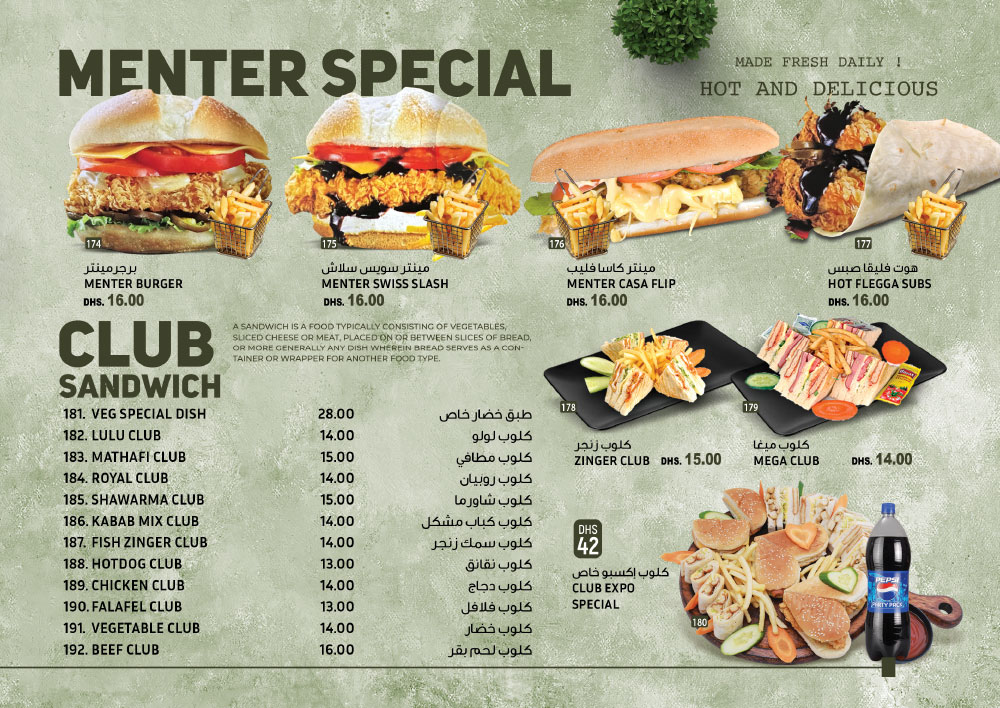 MENTER SPECIAL
MADE FRESH DAILY !
HOT AND DELICIOUS
174
برجرمينتر
MENTER BURGER
DHS. 16.00
175
مينتر سويس سلاش
MENTER SWISS SLASH
DHS. 16.00
176
مينتر كاسا فليب
MENTER CASA FLIP
DHS. 16.00
177
هوت فليقا صبس
HOT FLEGGA SUBS
DHS. 16.00
CLUB
SANDWICH
A SANDWICH IS A FOOD TYPICALLY CONSISTING OF VEGETABLES,
SLICED CHEESE OR MEAT, PLACED ON OR BETWEEN SLICES OF BREAD,
OR MORE GENERALLY ANY DISH WHEREIN BREAD SERVES AS A CON-
TAINER OR WRAPPER FOR ANOTHER FOOD TYPE.
181. VEG SPECIAL DISH 28.00 طبق خضار خاص
182. LULU CLUB 14.00 كلوب لولو
183. MATHAFI CLUB 15.00 كلوب مطافي
184. ROYAL CLUB 14.00 كلوب روبيان
185. SHAWARMA CLUB 15.00 كلوب شاورما
186. KABAB MIX CLUB 14.00 كلوب كباب مشكل
187. FISH ZINGER CLUB 14.00 كلوب سمك زنجر
188. HOTDOG CLUB 13.00 كلوب نقانق
189. CHICKEN CLUB 14.00 كلوب دجاج
190. FALAFEL CLUB 13.00 كلوب فلافل
191. VEGETABLE CLUB 14.00 كلوب خضار
192. BEEF CLUB 16.00 كلوب لحم بقر
178
كلوب زنجر
ZINGER CLUB DHS. 15.00
179
كلوب ميغا
MEGA CLUB DHS. 14.00
DHS
42
كلوب إكسبو خاص
CLUB EXPO
SPECIAL
180
PEPSI
PARTY PACK